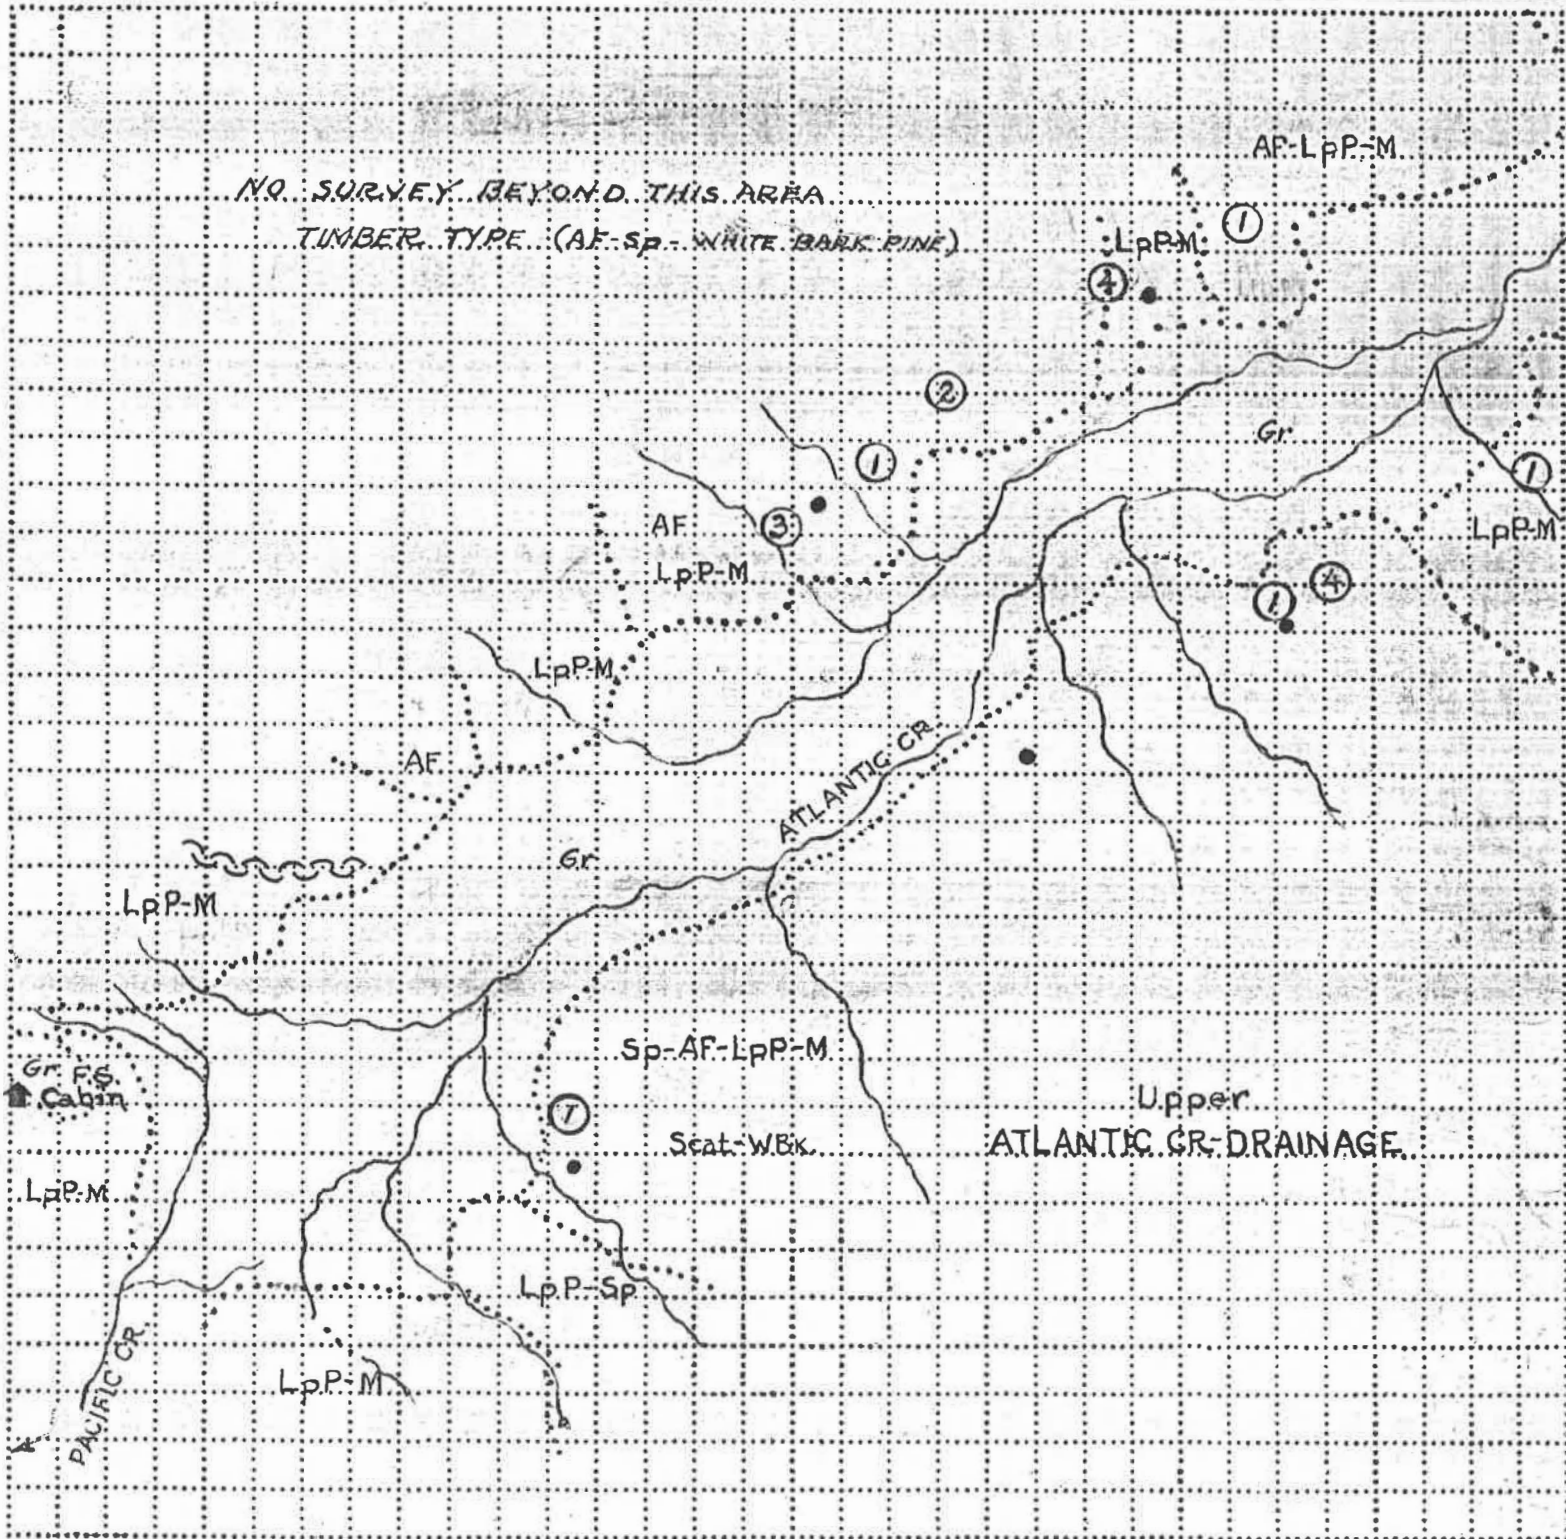 AF-LpP-M
NO SURVEY BEYOND THIS AREA
TIMBER TYPE (AF-Sp-WHITE BARK PINE)
1
LpP-M
4
2
Gr
1
1
AF
3
LpP-M
LpP-M
4
1
LpP-M
AF
ATLANTIC CR.
Gr
LpP-M
Sp-AF-LpP-M
Gr. F.S.
Cabin
1
Upper
Scat-WBk.
ATLANTIC CR-DRAINAGE
LpP-M
LpP-Sp
LpP-M
PACIFIC CR.